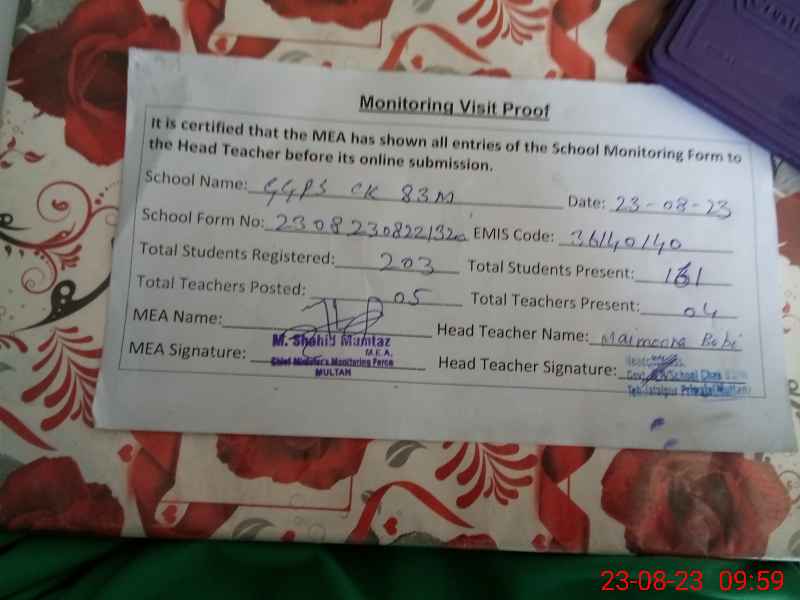 Monitoring Visit Proof
It is certified that the MEA has shown all entries of the School Monitoring Form to
the Head Teacher before its online submission.
School Name: GGPS CK 83M Date: 23-08-23
School Form No: EMIS Code: 36140140
Total Students Registered: 203 Total Students Present: 161
Total Teachers Posted: 05 Total Teachers Present: 04
MEA Name: Head Teacher Name: Maimoona Bibi
M. Shahid Mumtaz
M.E.A.
MEA Signature: Chief Minister's Monitoring Force Head Teacher Signature:
MULTAN
23-08-23 09:59